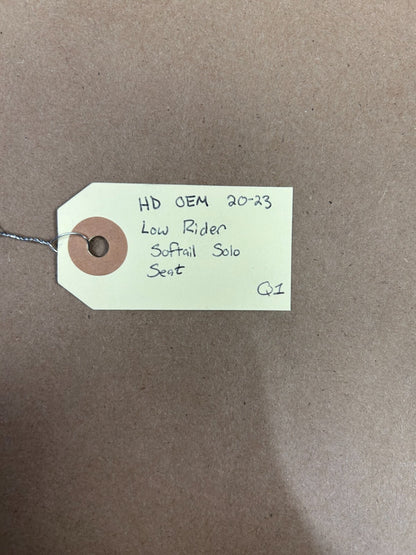 HD OEM 20-23
Low Rider
Softail Solo
Seat
Q1